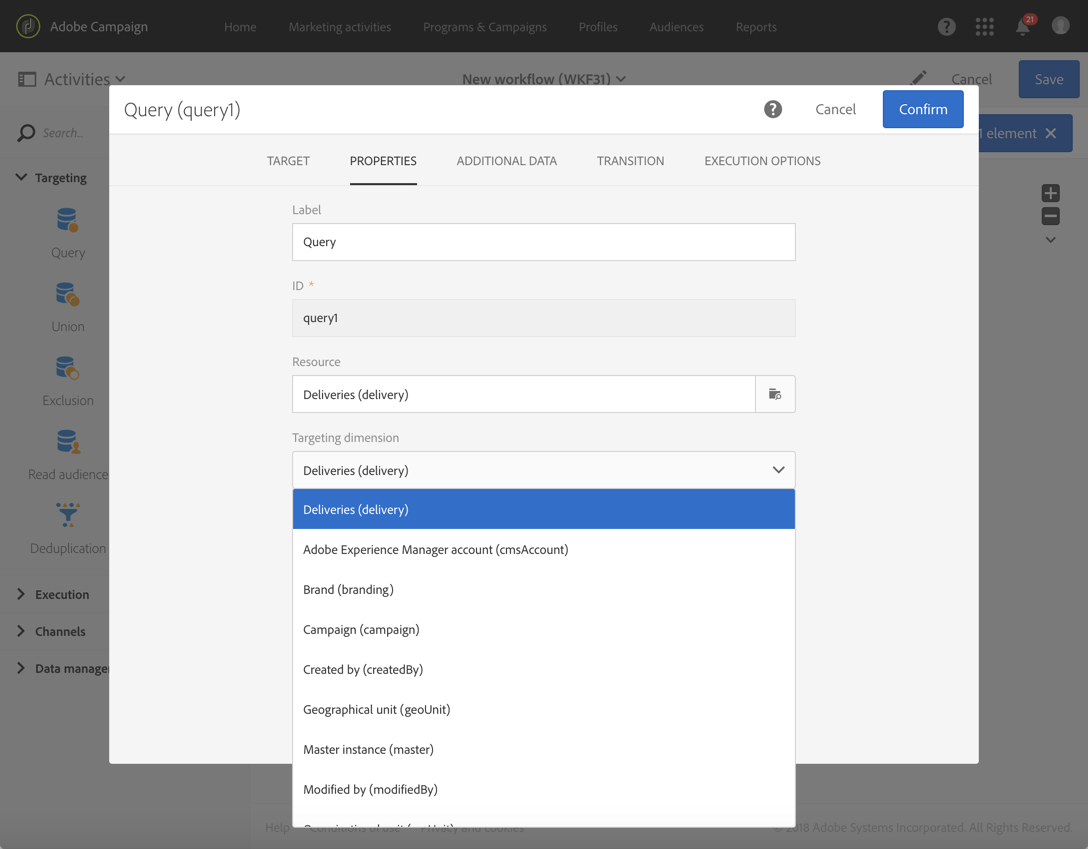 Adobe Campaign
Home
Marketing activities
Programs & Campaigns
Profiles
Audiences
Reports
21
Activities
New workflow (WKF31)
Cancel
Save
Query (query1)
Cancel
Confirm
Search...
1 element
TARGET
PROPERTIES
ADDITIONAL DATA
TRANSITION
EXECUTION OPTIONS
Targeting
Query
Union
Exclusion
Read audience
Deduplication
Execution
Channels
Data manage
Label
Query
ID *
query1
Resource
Deliveries (delivery)
Targeting dimension
Deliveries (delivery)
Deliveries (delivery)
Adobe Experience Manager account (cmsAccount)
Brand (branding)
Campaign (campaign)
Created by (createdBy)
Geographical unit (geoUnit)
Master instance (master)
Modified by (modifiedBy)
Help
Privacy and cookies
© 2018 Adobe Systems Incorporated. All Rights Reserved.